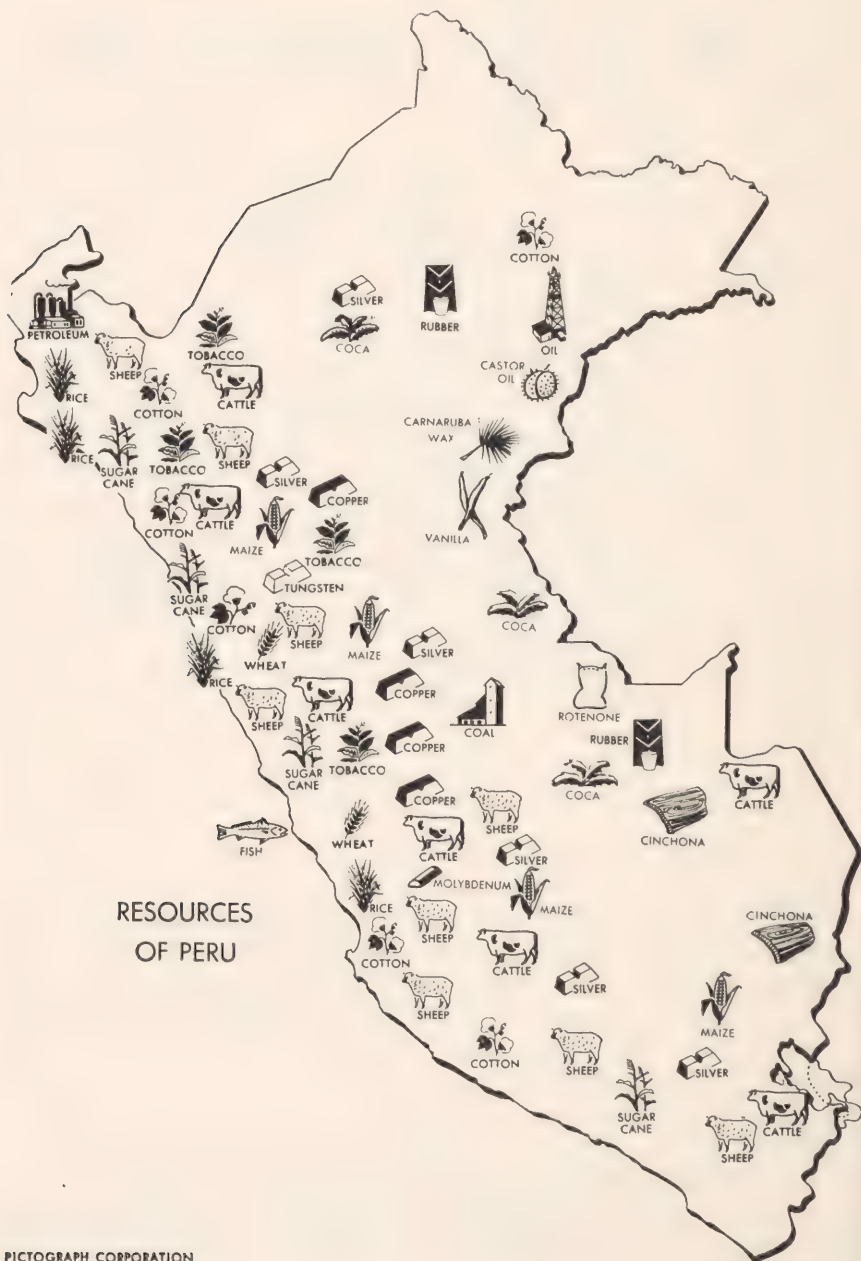 COTTON
SILVER
RUBBER
COCA
OIL
PETROLEUM
TOBACCO
SHEEP
CASTOR
OIL
RICE
COTTON
CATTLE
CARNARUBA
WAX
RICE
SUGAR
CANE
TOBACCO
SHEEP
SILVER
COPPER
COTTON
CATTLE
MAIZE
VANILLA
TOBACCO
SUGAR
CANE
TUNGSTEN
COTTON
SHEEP
COCA
WHEAT
MAIZE
SILVER
RICE
SHEEP
CATTLE
COPPER
COAL
ROTENONE
RUBBER
SUGAR
CANE
TOBACCO
COPPER
COCA
CATTLE
COPPER
SHEEP
CINCHONA
FISH
WHEAT
CATTLE
SILVER
MOLYBDENUM
RICE
MAIZE
RESOURCES
OF PERU
SHEEP
CINCHONA
COTTON
CATTLE
SHEEP
SILVER
MAIZE
COTTON
SHEEP
SILVER
SUGAR
CANE
CATTLE
SHEEP
PICTOGRAPH CORPORATION